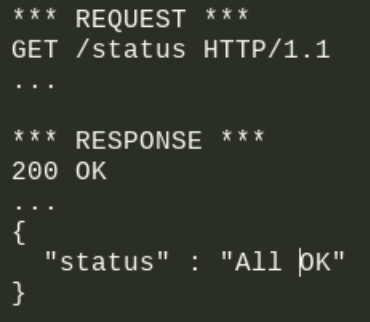 *** REQUEST ***
GET /status HTTP/1.1
...
*** RESPONSE ***
200 OK
...
{
"status" : "All OK"
}